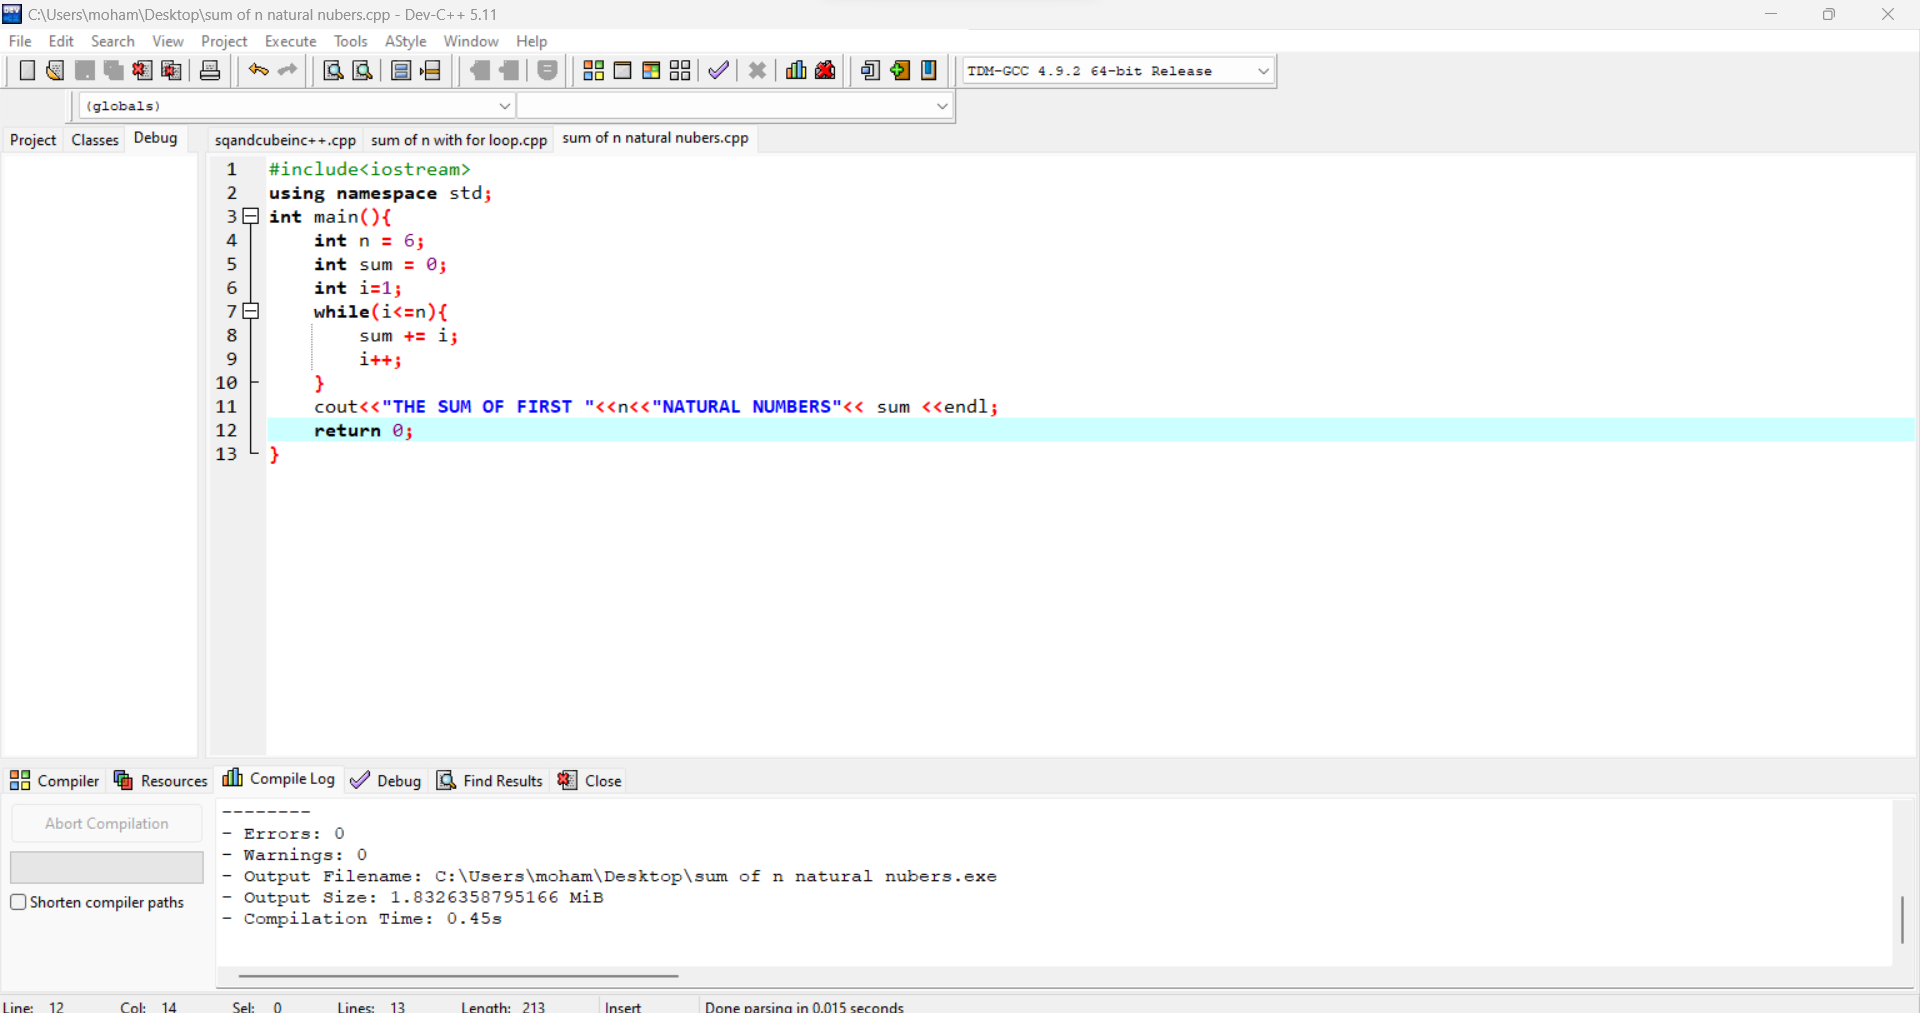 C:\Users\moham\Desktop\sum of n natural nubers.cpp - Dev-C++ 5.11
File Edit Search View Project Execute Tools AStyle Window Help
TDM-GCC 4.9.2 64-bit Release
(globals)
Project Classes Debug sqandcubeinc++.cpp sum of n with for loop.cpp sum of n natural nubers.cpp
1 #include<iostream>
2 using namespace std;
3 int main(){
4     int n = 6;
5     int sum = 0;
6     int i=1;
7     while(i<=n){
8         sum += i;
9         i++;
10     }
11     cout<<"THE SUM OF FIRST "<<n<<"NATURAL NUMBERS"<< sum <<endl;
12     return 0;
13 }
Compiler Resources Compile Log Debug Find Results Close
Abort Compilation
Shorten compiler paths
--------
- Errors: 0
- Warnings: 0
- Output Filename: C:\Users\moham\Desktop\sum of n natural nubers.exe
- Output Size: 1.8326358795166 MiB
- Compilation Time: 0.45s
Line: 12 Col: 14 Sel: 0 Lines: 13 Length: 213 Insert Done parsing in 0.015 seconds